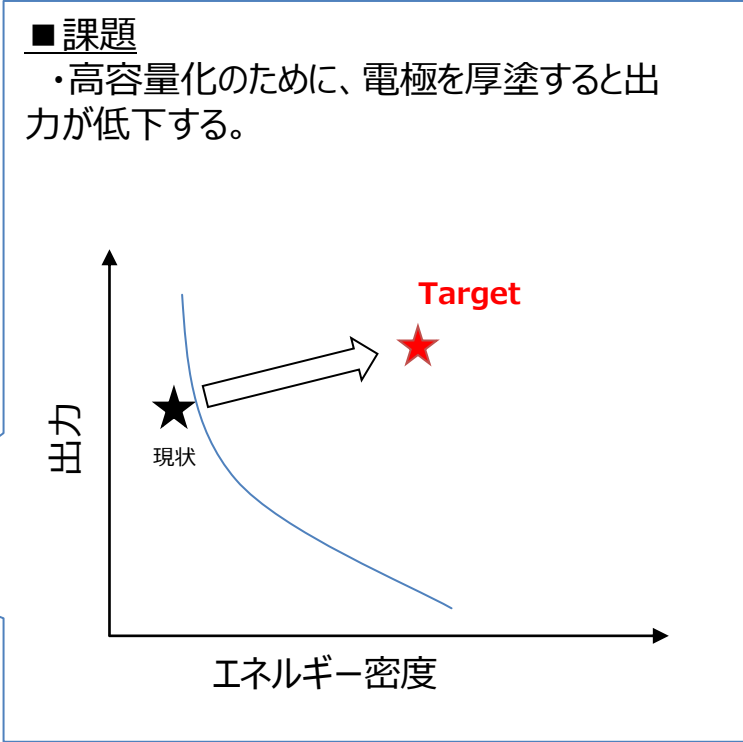 ■課題
・高容量化のために、電極を厚塗すると出
力が低下する。
Target
出力
現状
エネルギー密度